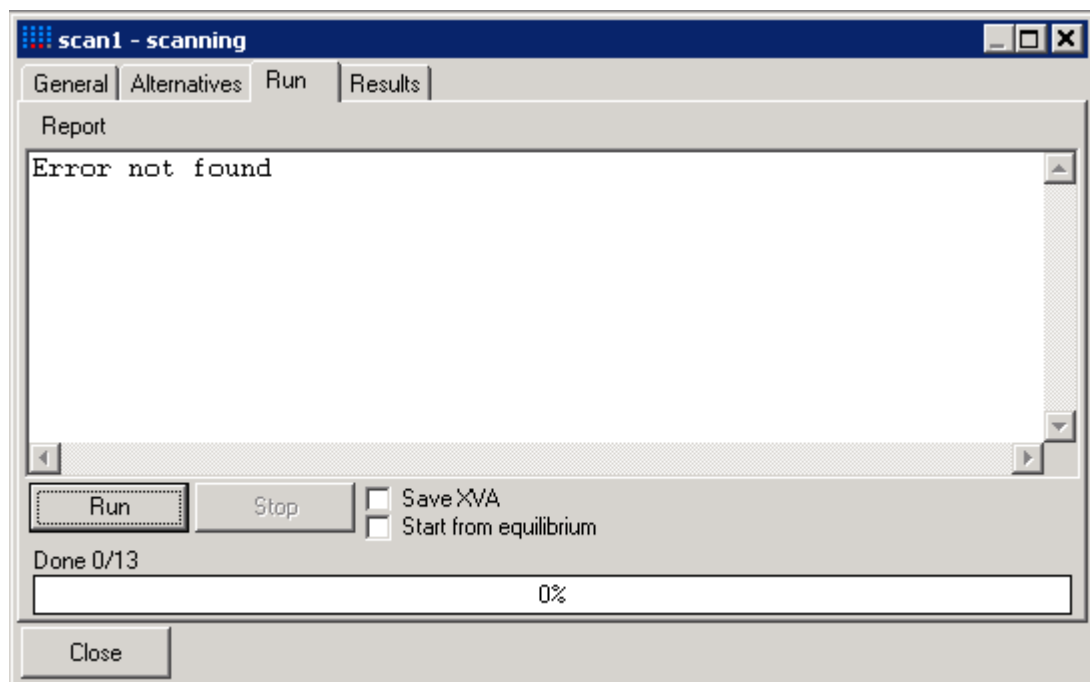 scan1 - scanning
General Alternatives Run Results
Report
Error not found
Run Stop Save XVA
Start from equilibrium
Done 0/13
0%
Close